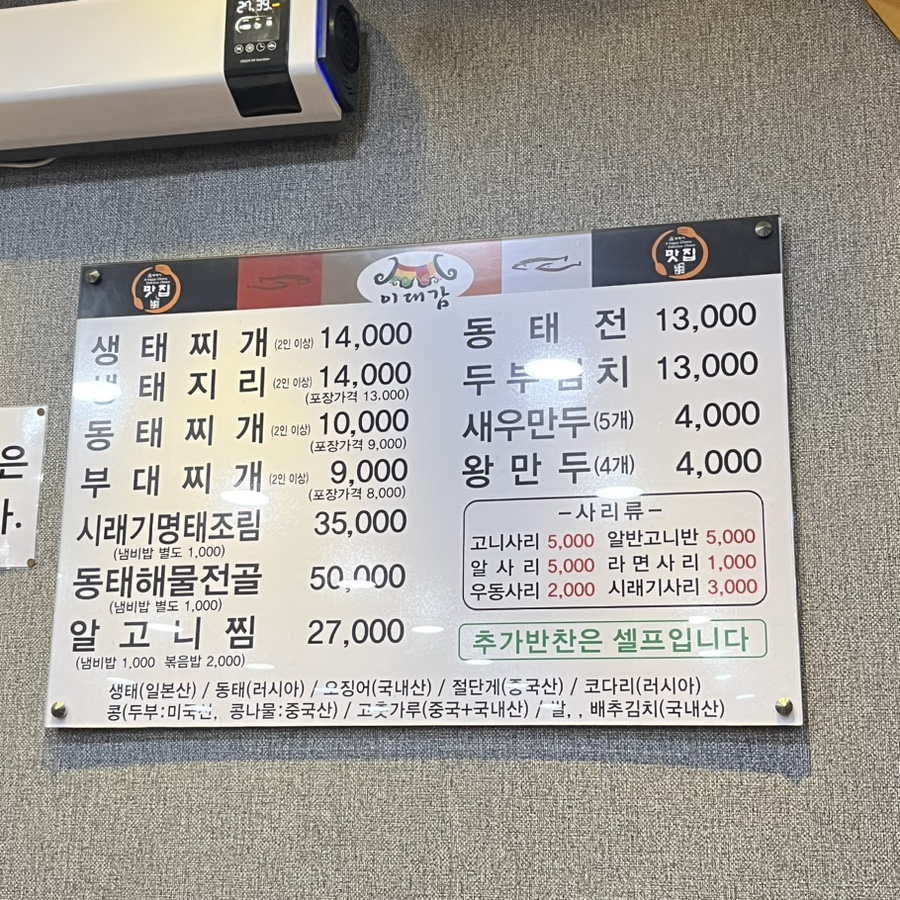 27.39.
맛집
이대감
맛집
생태찌개(2인 이상) 14,000
생태지리(2인 이상) 14,000
(포장가격 13,000)
동태찌개(2인 이상) 10,000
(포장가격 9,000)
부대찌개(2인 이상) 9,000
(포장가격 8,000)
시래기명태조림 35,000
(냄비밥 별도 1,000)
동태해물전골 50,000
(냄비밥 별도 1,000)
알고니찜 27,000
(냄비밥 1,000 볶음밥 2,000)
동태전 13,000
두부김치 13,000
새우만두(5개) 4,000
왕만두(4개) 4,000
-사리류-
고니사리 5,000 알반고니반 5,000
알사리 5,000 라면사리 1,000
우동사리 2,000 시래기사리 3,000
추가반찬은 셀프입니다
생태(일본산) / 동태(러시아) / 오징어(국내산) / 절단게(중국산) / 코다리(러시아)
콩(두부:미국산, 콩나물:중국산) / 고춧가루(중국+국내산) / 쌀, , 배추김치(국내산)
은